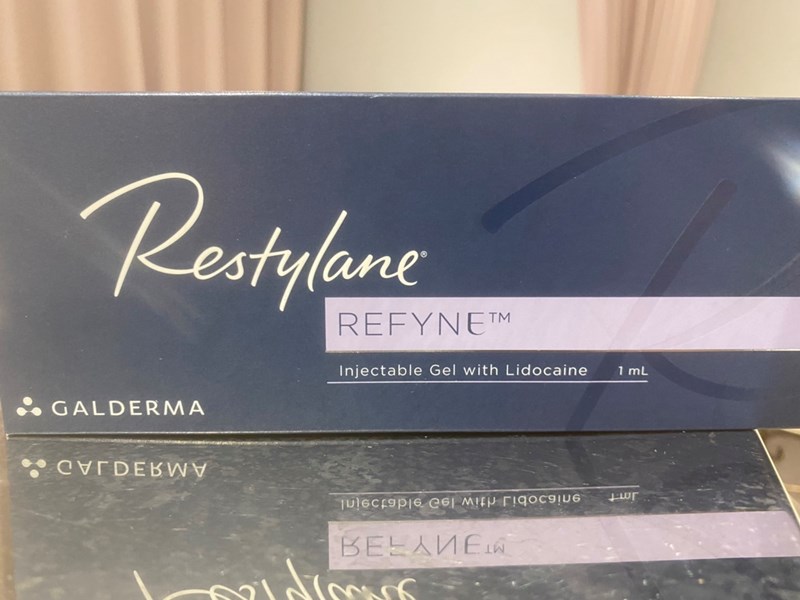 Restylane®
REFYNE™
Injectable Gel with Lidocaine 1 mL
GALDERMA